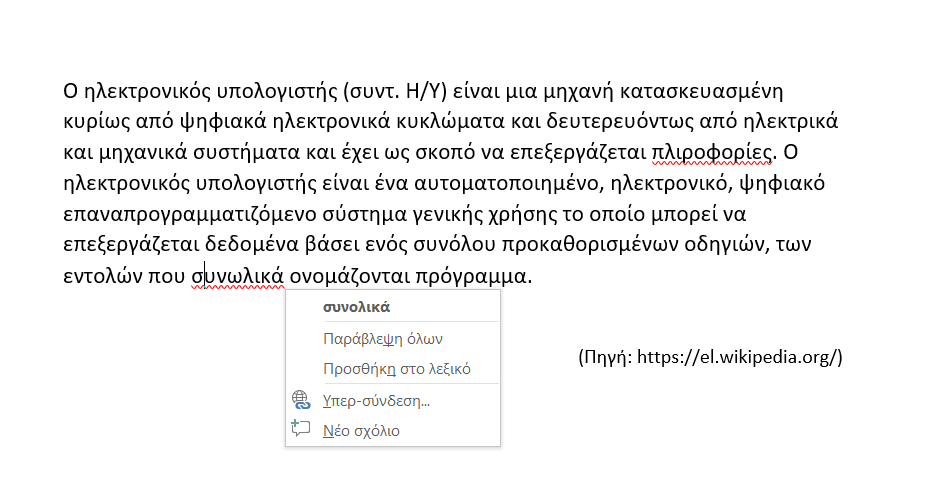 Ο ηλεκτρονικός υπολογιστής (συντ. Η/Υ) είναι μια μηχανή κατασκευασμένη
κυρίως από ψηφιακά ηλεκτρονικά κυκλώματα και δευτερευόντως από ηλεκτρικά
και μηχανικά συστήματα και έχει ως σκοπό να επεξεργάζεται πλιροφορίες. Ο
ηλεκτρονικός υπολογιστής είναι ένα αυτοματοποιημένο, ηλεκτρονικό, ψηφιακό
επαναπρογραμματιζόμενο σύστημα γενικής χρήσης το οποίο μπορεί να
επεξεργάζεται δεδομένα βάσει ενός συνόλου προκαθορισμένων οδηγιών, των
εντολών που συνωλικά ονομάζονται πρόγραμμα.
συνολικά
Παράβλεψη όλων
(Πηγή: https://el.wikipedia.org/)
Προσθήκη στο λεξικό
Υπερ-σύνδεση...
Νέο σχόλιο